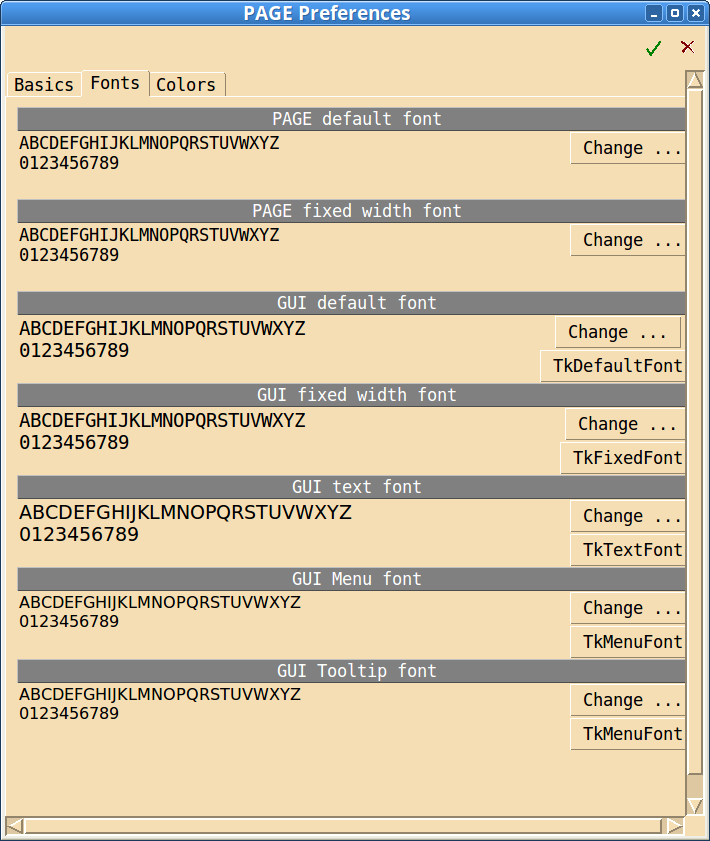 PAGE Preferences
Basics Fonts Colors
PAGE default font
ABCDEFGHIJKLMNOPQRSTUVWXYZ
0123456789
Change ...
PAGE fixed width font
ABCDEFGHIJKLMNOPQRSTUVWXYZ
0123456789
Change ...
GUI default font
ABCDEFGHIJKLMNOPQRSTUVWXYZ
0123456789
Change ...
TkDefaultFont
GUI fixed width font
ABCDEFGHIJKLMNOPQRSTUVWXYZ
0123456789
Change ...
TkFixedFont
GUI text font
ABCDEFGHIJKLMNOPQRSTUVWXYZ
0123456789
Change ...
TkTextFont
GUI Menu font
ABCDEFGHIJKLMNOPQRSTUVWXYZ
0123456789
Change ...
TkMenuFont
GUI Tooltip font
ABCDEFGHIJKLMNOPQRSTUVWXYZ
0123456789
Change ...
TkMenuFont